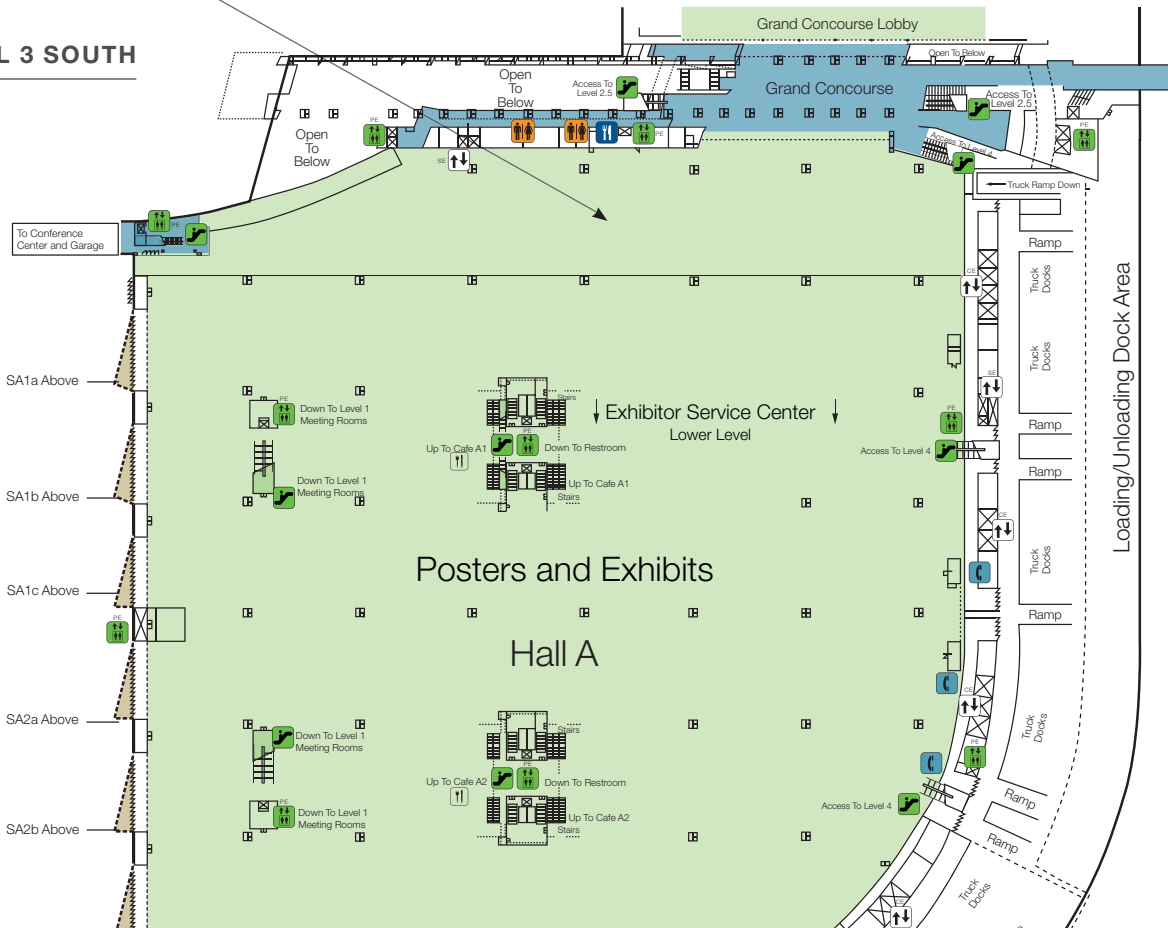 L 3 SOUTH
Grand Concourse Lobby
Open To Below
Open
To
Below
Access To
Level 2.5
Grand Concourse
Access To
Level 2.5
PE
Open
To
Below
PE
PE
SE
Access To Level 4
Truck Ramp Down
To Conference
Center and Garage
PE
Ramp
Truck
Docks
CE
Loading/Unloading Dock Area
SA1a Above
PE
Down To Level 1
Meeting Rooms
Stairs
Exhibitor Service Center
Lower Level
Truck
Docks
SE
PE
Ramp
Up To Cafe A1
PE
Down To Restroom
Access To Level 4
Ramp
SA1b Above
Down To Level 1
Meeting Rooms
Up To Cafe A1
Stairs
CE
Truck
Docks
Posters and Exhibits
SA1c Above
Ramp
PE
Hall A
SA2a Above
CE
Truck
Docks
Down To Level 1
Meeting Rooms
Stairs
PE
Up To Cafe A2
PE
Down To Restroom
Access To Level 4
Ramp
SA2b Above
PE
Down To Level 1
Meeting Rooms
Up To Cafe A2
Stairs
Ramp
Truck
Docks
CE